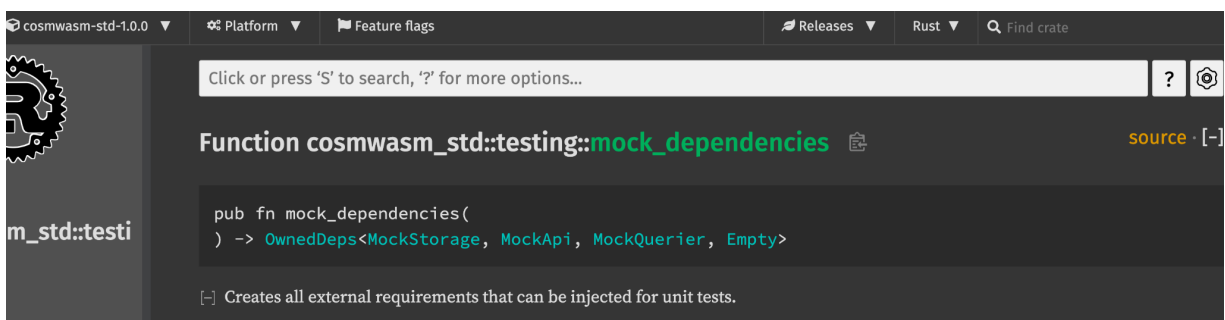 cosmwasm-std-1.0.0 ▼ Platform ▼ Feature flags Releases ▼ Rust ▼ Find crate
Click or press ‘S’ to search, ‘?’ for more options... ?
Function cosmwasm_std::testing::mock_dependencies source · [-]
pub fn mock_dependencies(
m_std::testi
) -> OwnedDeps<MockStorage, MockApi, MockQuerier, Empty>
[-] Creates all external requirements that can be injected for unit tests.